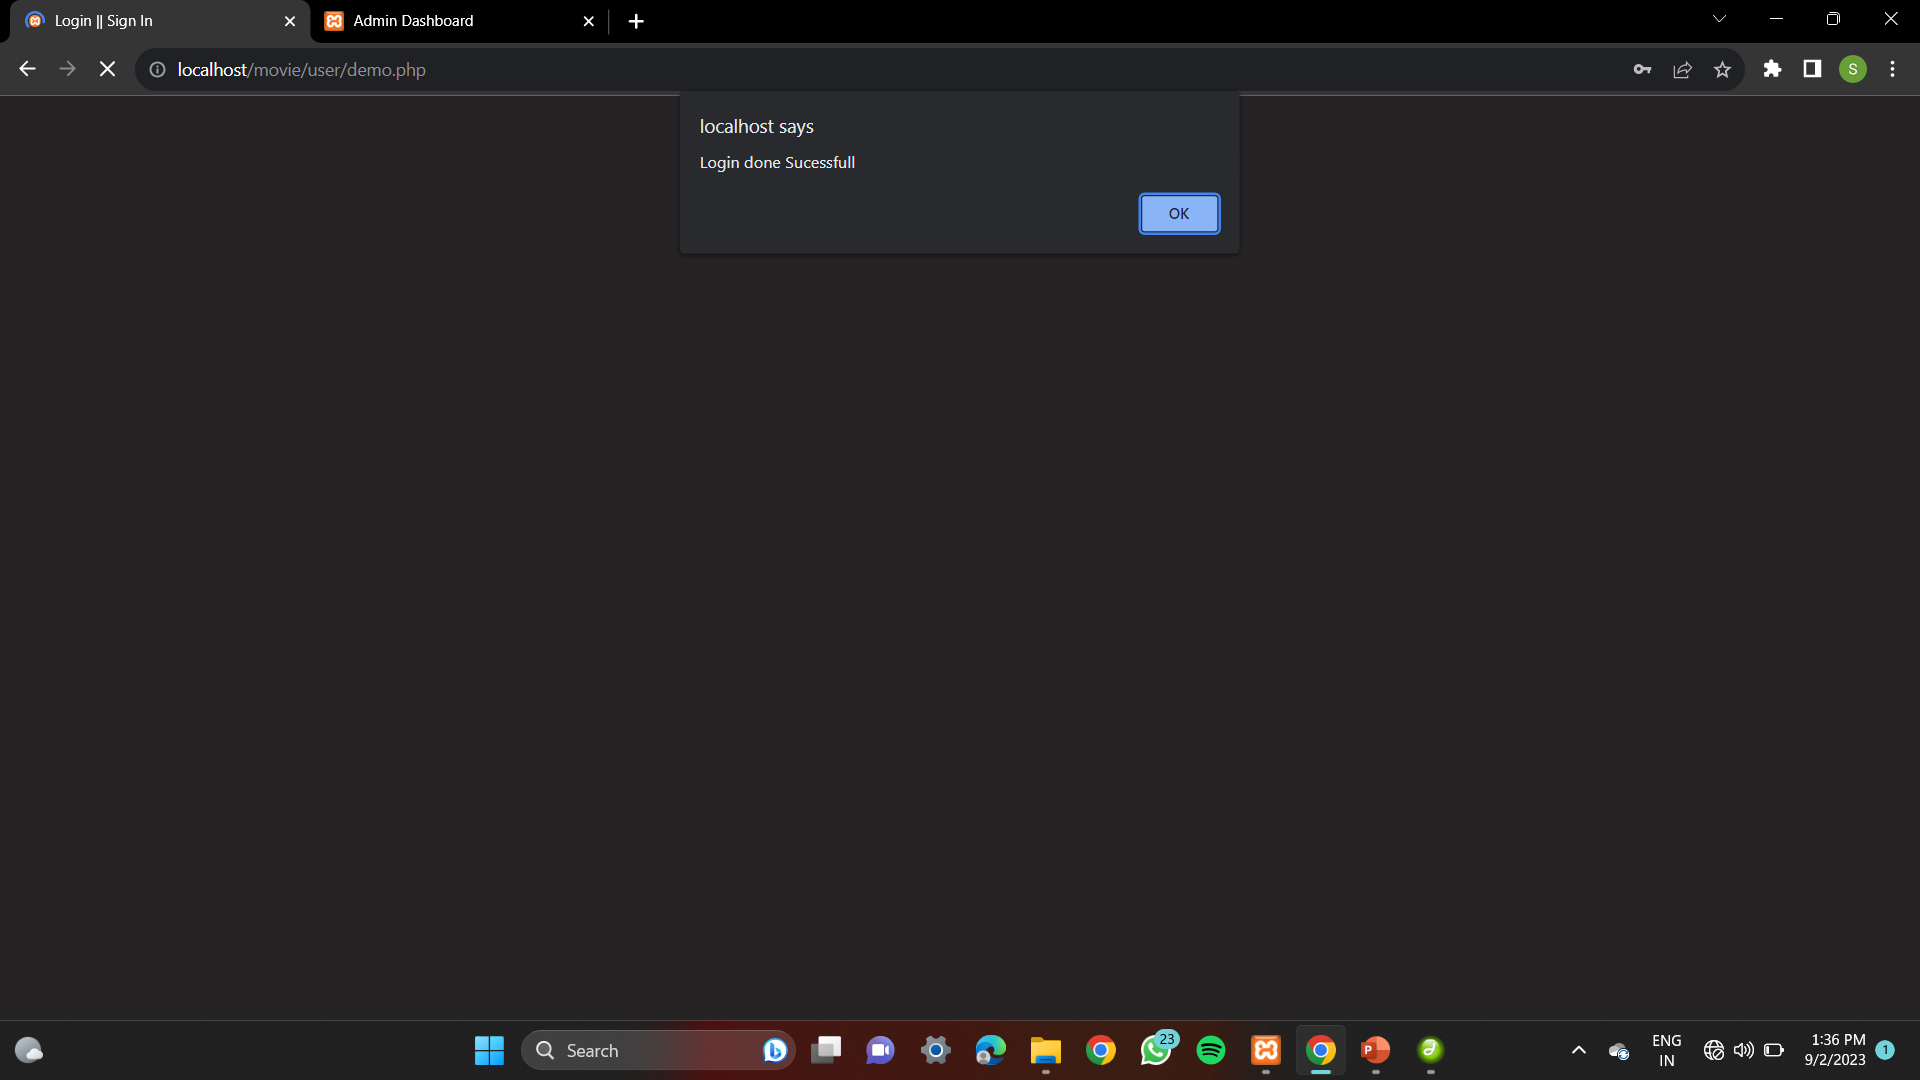 Login || Sign In
Admin Dashboard
localhost/movie/user/demo.php
S
localhost says
Login done Sucessfull
OK
Search
23
P
ENG
IN
1:36 PM
9/2/2023
1